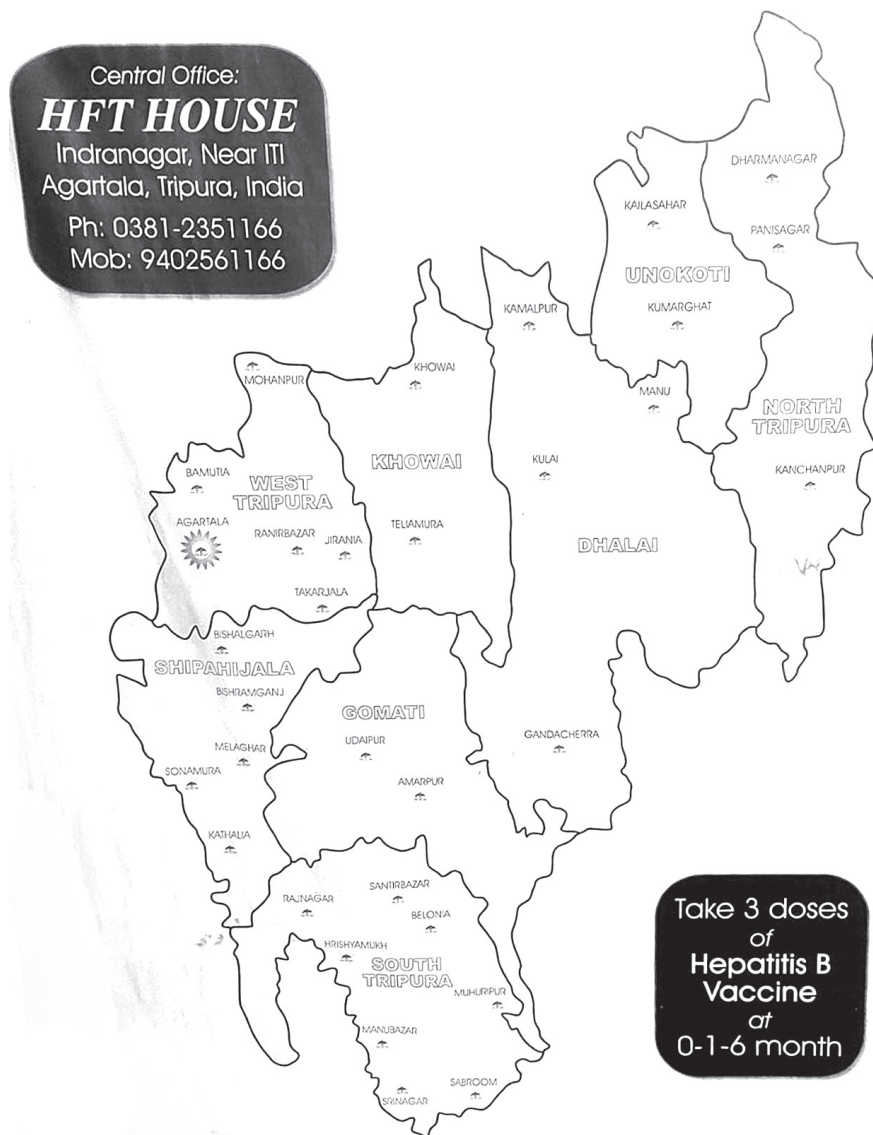 Central Office:
HFT HOUSE
Indranagar, Near ITI
Agartala, Tripura, India
Ph: 0381-2351166
Mob: 9402561166
DHARMANAGAR
KAILASAHAR
PANISAGAR
UNOKOTI
KAMALPUR
KUMARGHAT
KHOWAI
MOHANPUR
MANU
NORTH
TRIPURA
KHOWAI
KULAI
BAMUTIA
WEST
TRIPURA
KANCHANPUR
AGARTALA
RANIRBAZAR
JIRANIA
TELIAMURA
DHALAI
TAKARJALA
BISHALGARH
SHIPAHIJALA
BISHRAMGANJ
GOMATI
UDAIPUR
GANDACHERRA
MELAGHAR
SONAMURA
AMARPUR
KATHALIA
SANTIRBAZAR
RAJNAGAR
BELONIA
HRISHYAMUKH
SOUTH
TRIPURA
MUHURIPUR
MANUBAZAR
SABROOM
SRINAGAR
Take 3 doses
of
Hepatitis B
Vaccine
at
0-1-6 month